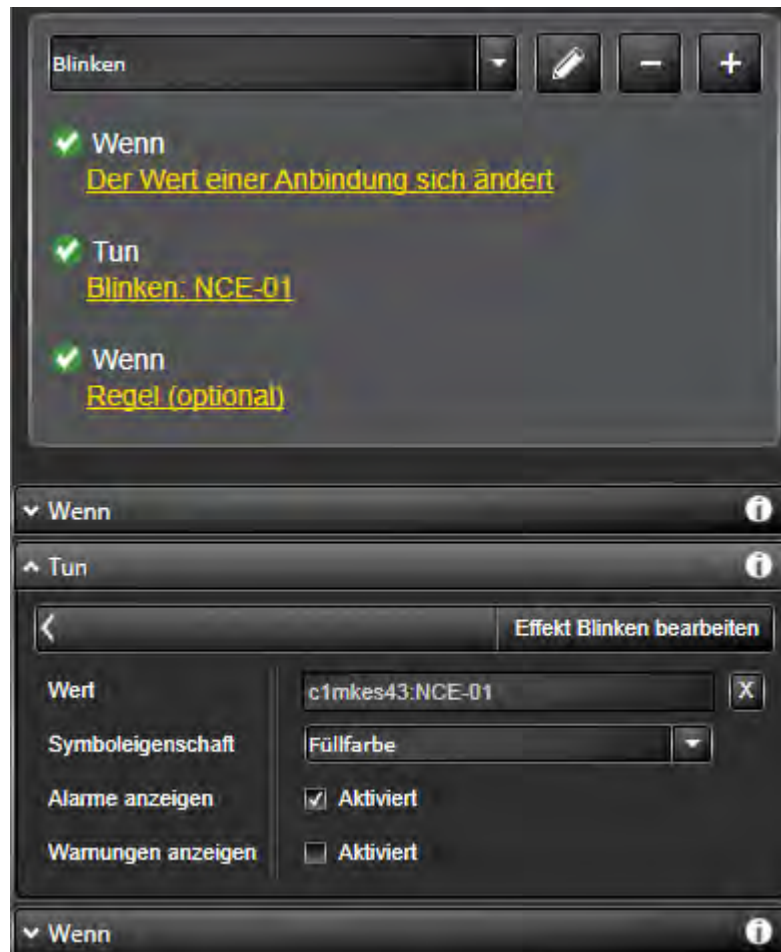 Blinken
Wenn
Der Wert einer Anbindung sich ändert
Tun
Blinken: NCE-01
Wenn
Regel (optional)
Wenn
Tun
Effekt Blinken bearbeiten
Wert c1mkes43:NCE-01 X
Symboleigenschaft Füllfarbe
Alarme anzeigen Aktiviert
Warnungen anzeigen Aktiviert
Wenn